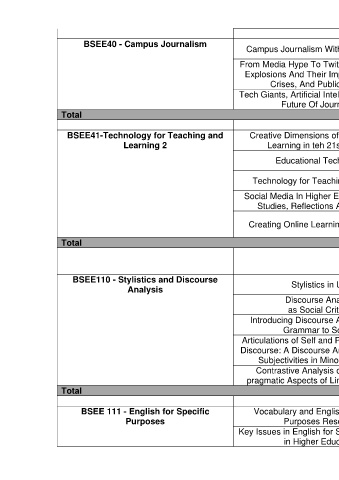 BSEE40 - Campus Journalism
Campus Journalism With
From Media Hype To Twit
Explosions And Their Im
Crises, And Public
Tech Giants, Artificial Intel
Future Of Jour
Total
BSEE41-Technology for Teaching and
Learning 2
Creative Dimensions of
Learning in teh 21s
Educational Tech
Technology for Teachin
Social Media In Higher E
Studies, Reflections A
Creating Online Learnin
Total
BSEE110 - Stylistics and Discourse
Analysis
Stylistics in U
Discourse Ana
as Social Crit
Introducing Discourse A
Grammar to So
Articulations of Self and P
Discourse: A Discourse An
Subjectivities in Mino
Contrastive Analysis o
pragmatic Aspects of Lin
Total
BSEE 111 - English for Specific
Purposes
Vocabulary and Englis
Purposes Rese
Key Issues in English for S
in Higher Educ